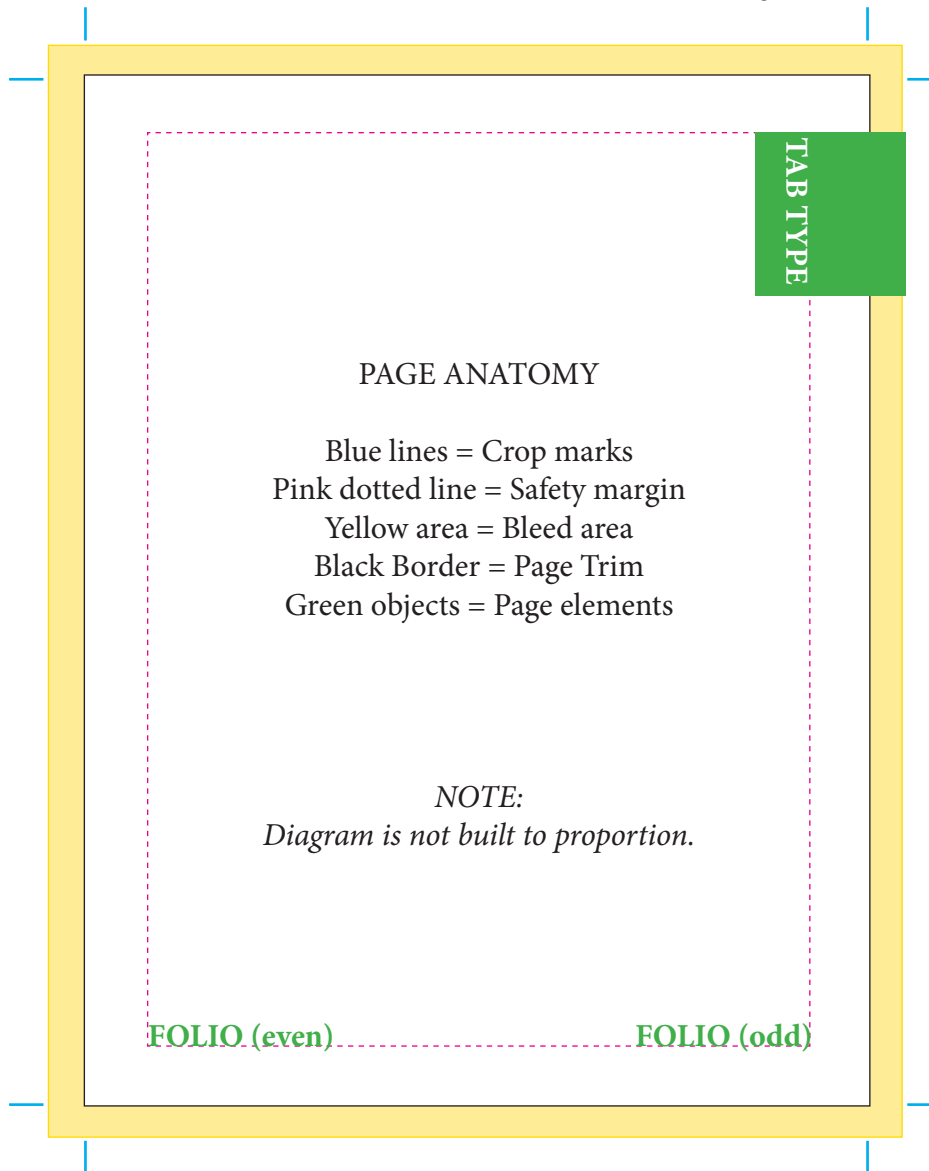 TAB TYPE
PAGE ANATOMY
Blue lines = Crop marks
Pink dotted line = Safety margin
Yellow area = Bleed area
Black Border = Page Trim
Green objects = Page elements
NOTE:
Diagram is not built to proportion.
FOLIO (even) FOLIO (odd)